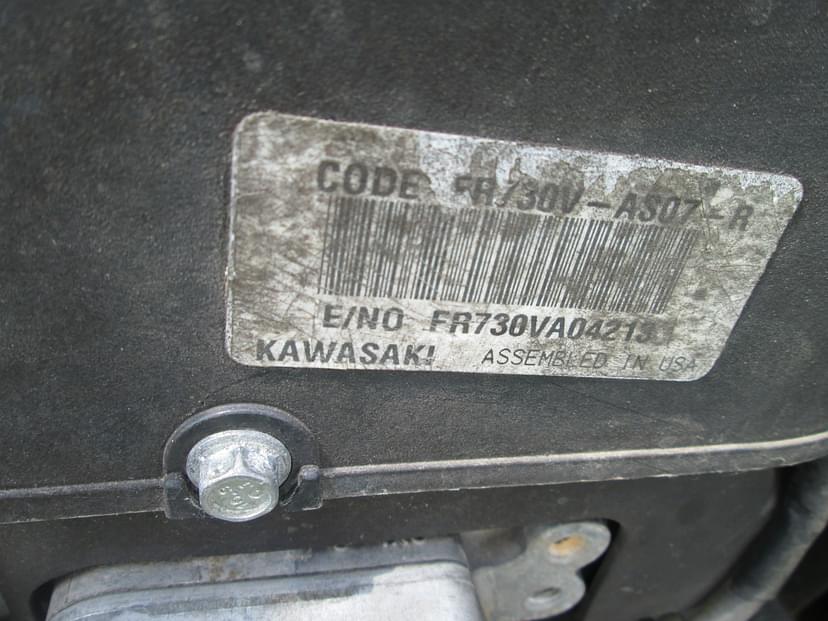 CODE FR730V-AS07-R
E/NO
KAWASAKI ASSEMBLED IN USA